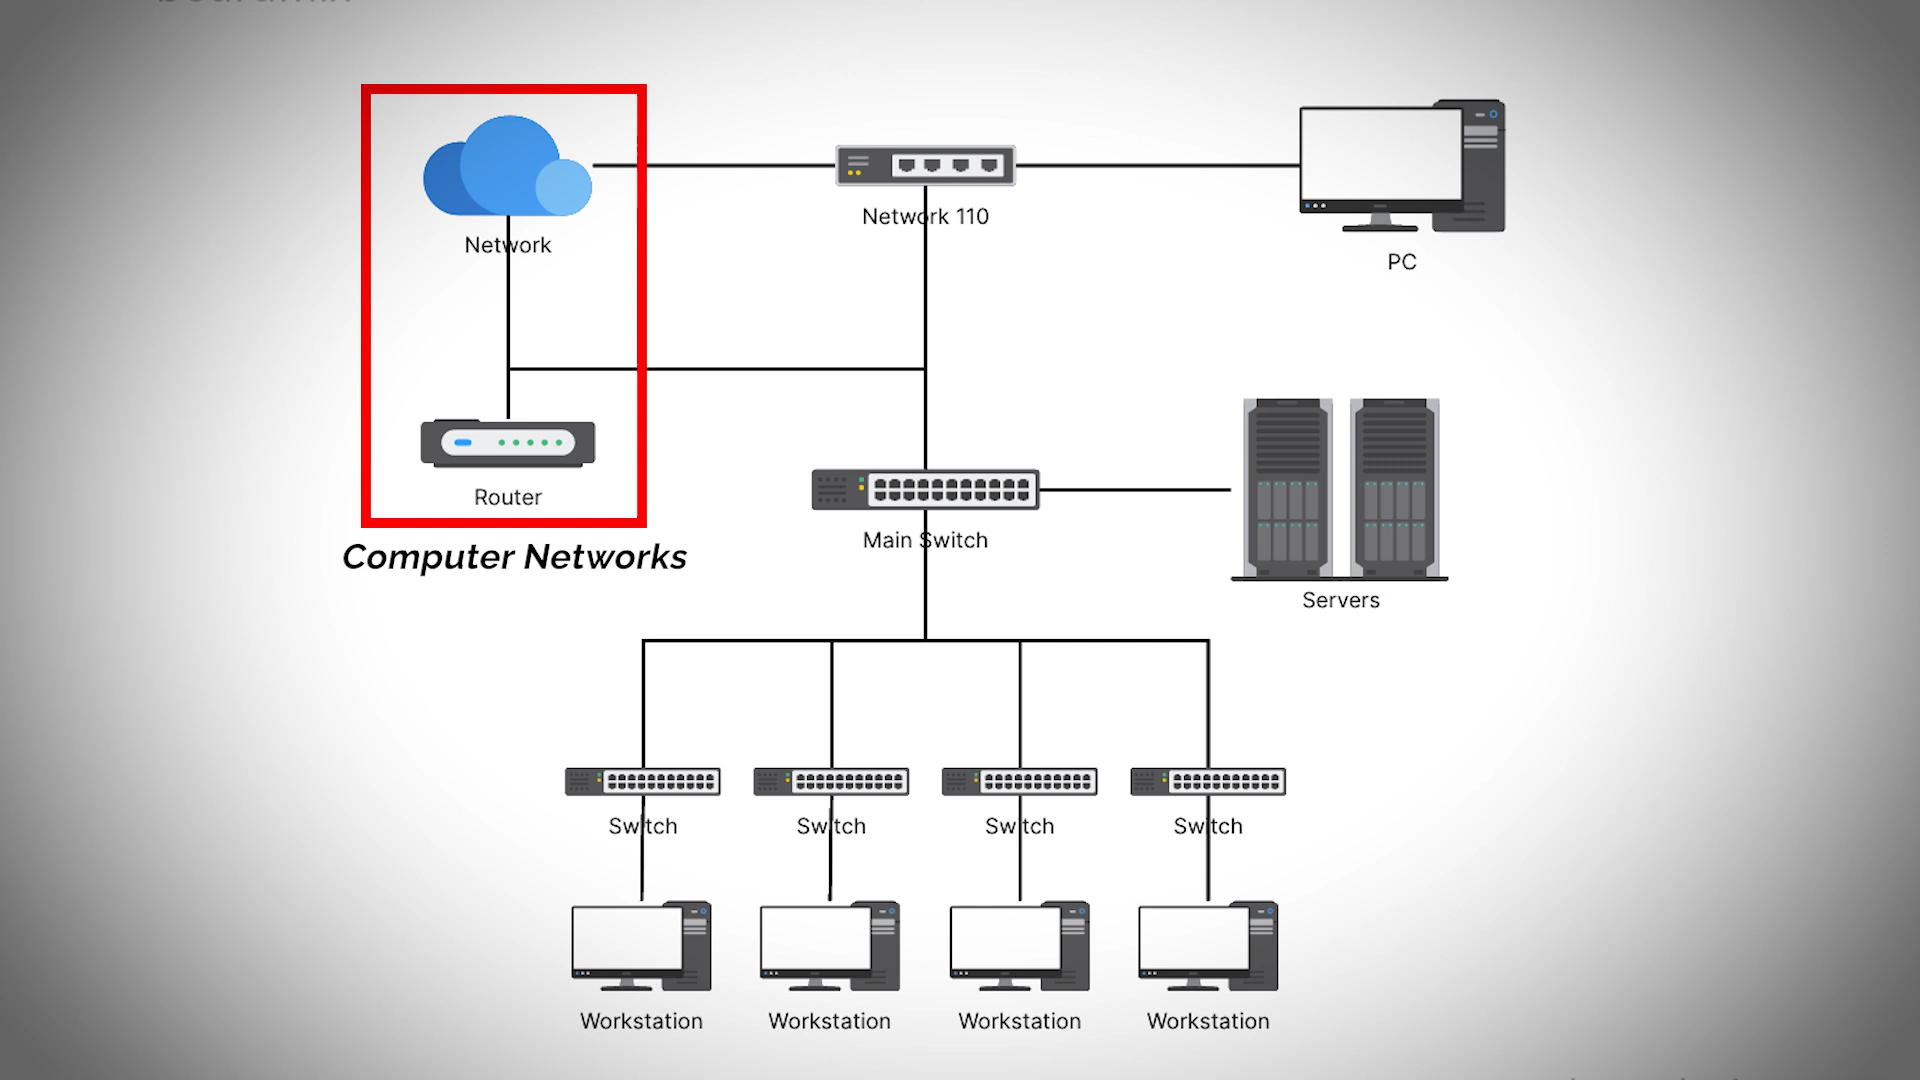 Network
Network 110
PC
Router
Computer Networks
Main Switch
Servers
Switch
Switch
Switch
Switch
Workstation
Workstation
Workstation
Workstation